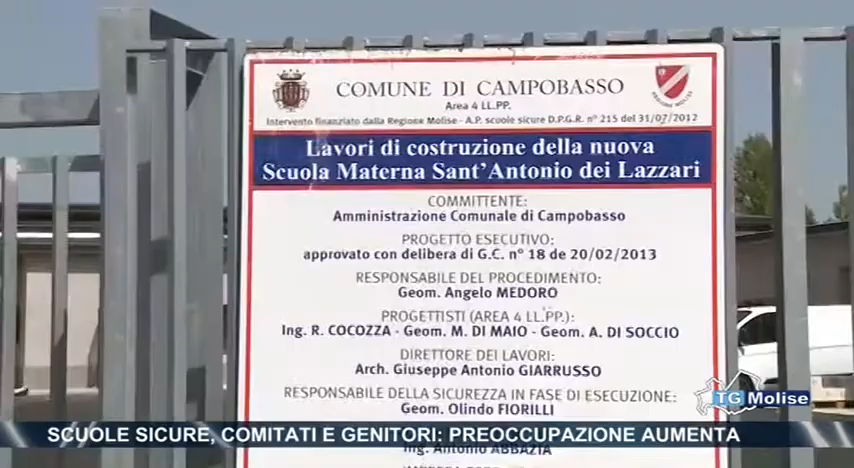 COMUNE DI CAMPOBASSO
Area 4 LL.PP.
REGIONE MOLISE
Intervento finanziato dalla Regione Molise - A.P. scuole sicure D.P.G.R. n° 215 del 31/07/2012
Lavori di costruzione della nuova
Scuola Materna Sant'Antonio dei Lazzari
COMMITTENTE:
Amministrazione Comunale di Campobasso
PROGETTO ESECUTIVO:
approvato con delibera di G.C. n° 18 de 20/02/2013
RESPONSABILE DEL PROCEDIMENTO:
Geom. Angelo MEDORO
PROGETTISTI (AREA 4 LL.PP.):
Ing. R. COCOZZA - Geom. M. DI MAIO - Geom. A. DI SOCCIO
DIRETTORE DEI LAVORI:
Arch. Giuseppe Antonio GIARRUSSO
RESPONSABILE DELLA SICUREZZA IN FASE DI ESECUZIONE:
Geom. Olindo FIORILLI
TG Molise
SCUOLE SICURE, COMITATI E GENITORI: PREOCCUPAZIONE AUMENTA
Ing. Antonio ABBAZIA